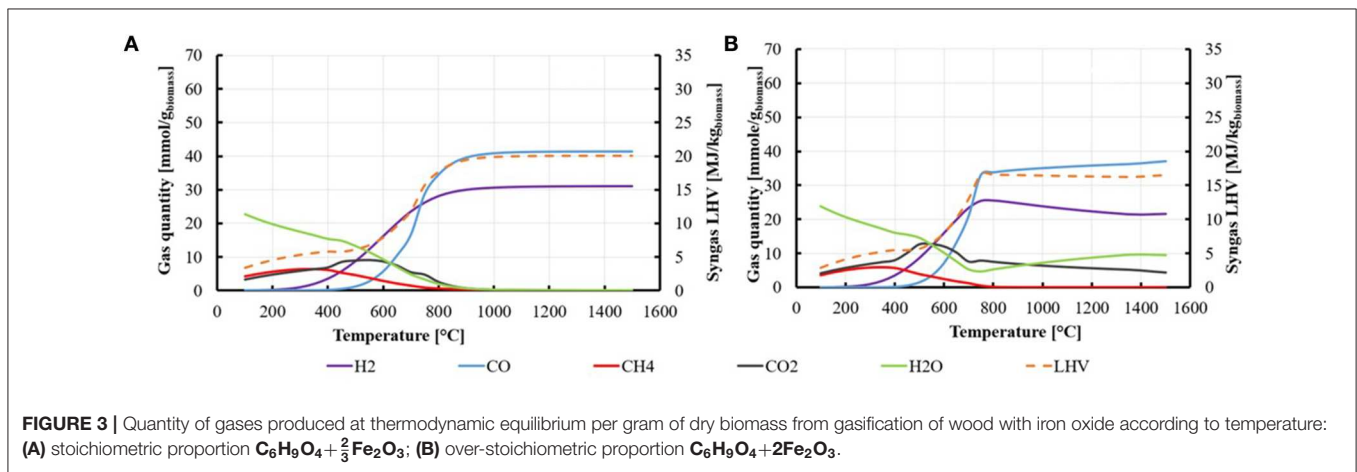 A
70
60
50
40
30
20
10
0
Gas quantity [mmol/gbiomass]
35
30
25
20
15
10
5
0
Syngas LHV [MJ/kgbiomass]
0 200 400 600 800 1000 1200 1400 1600
Temperature [°C]
B
70
60
50
40
30
20
10
0
Gas quantity [mmole/gbiomass]
35
30
25
20
15
10
5
0
Syngas LHV [MJ/kgbiomass]
0 200 400 600 800 1000 1200 1400 1600
Temperature [°C]
H2 CO CH4 CO2 H2O LHV
FIGURE 3 | Quantity of gases produced at thermodynamic equilibrium per gram of dry biomass from gasification of wood with iron oxide according to temperature:
(A) stoichiometric proportion C6H9O4+2/3Fe2O3; (B) over-stoichiometric proportion C6H9O4+2Fe2O3.